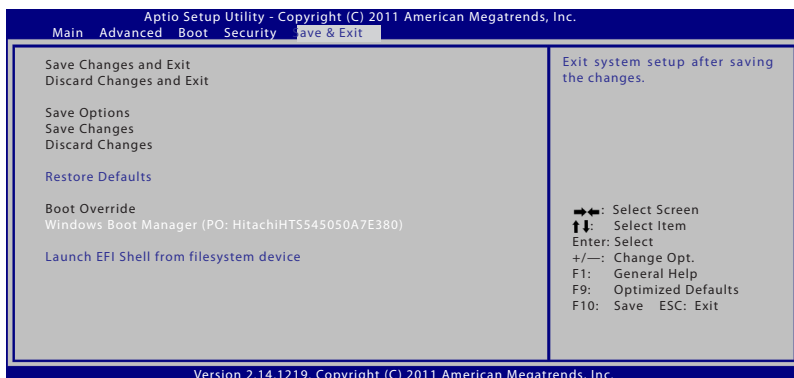 Aptio Setup Utility - Copyright (C) 2011 American Megatrends, Inc.
Main Advanced Boot Security Save & Exit
Save Changes and Exit
Discard Changes and Exit
Save Options
Save Changes
Discard Changes
Restore Defaults
Boot Override
Windows Boot Manager (PO: HitachiHTS545050A7E380)
Launch EFI Shell from filesystem device
Exit system setup after saving
the changes.
→←: Select Screen
↑↓: Select Item
Enter: Select
+/—: Change Opt.
F1: General Help
F9: Optimized Defaults
F10: Save ESC: Exit
Version 2.14.1219. Copyright (C) 2011 American Megatrends, Inc.